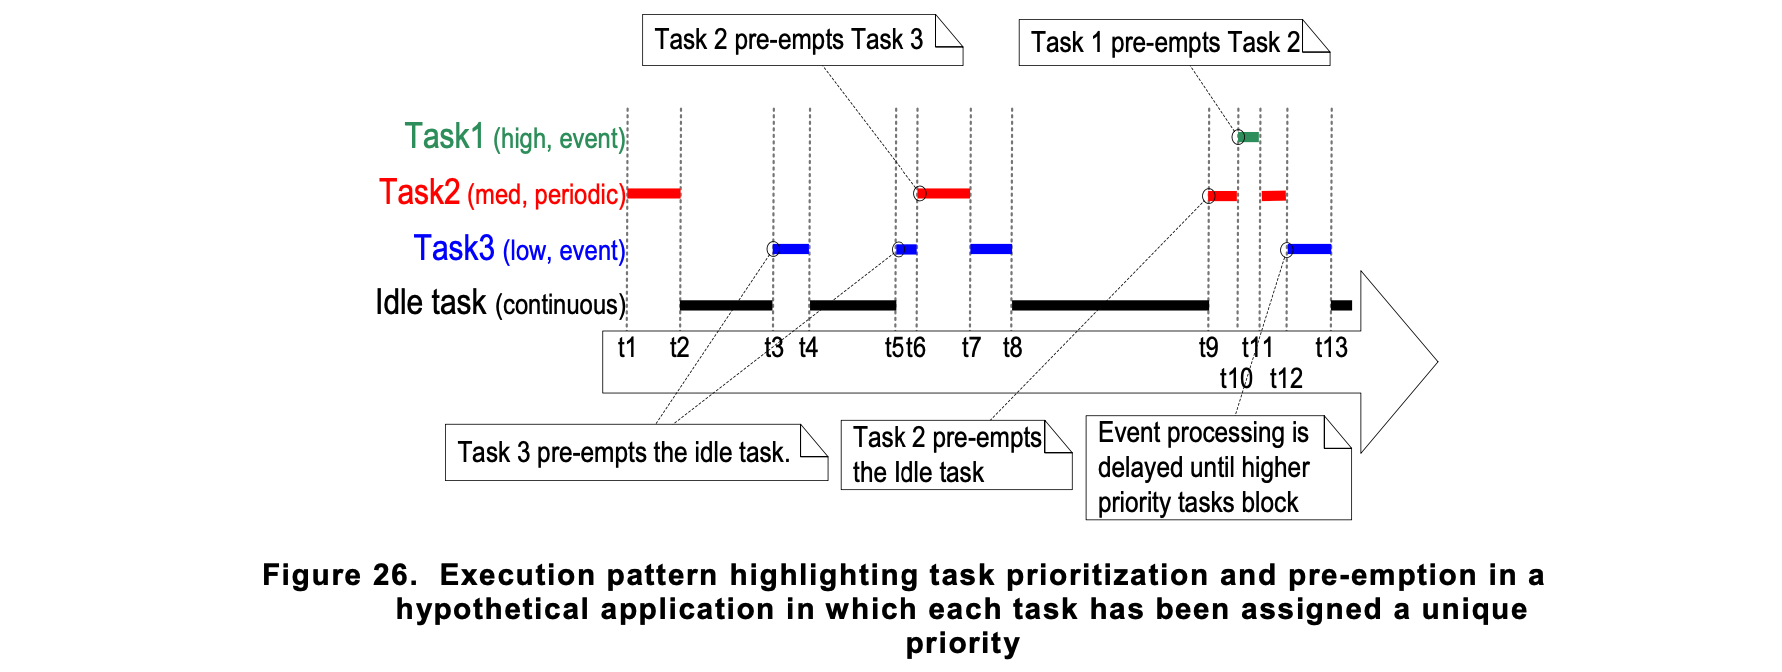 Task 2 pre-empts Task 3
Task 1 pre-empts Task 2
Task1 (high, event)
Task2 (med, periodic)
Task3 (low, event)
Idle task (continuous)
t1 t2 t3 t4 t5 t6 t7 t8 t9 t11 t13
t10 t12
Task 3 pre-empts the idle task.
Task 2 pre-empts
the Idle task
Event processing is
delayed until higher
priority tasks block
Figure 26. Execution pattern highlighting task prioritization and pre-emption in a
hypothetical application in which each task has been assigned a unique
priority